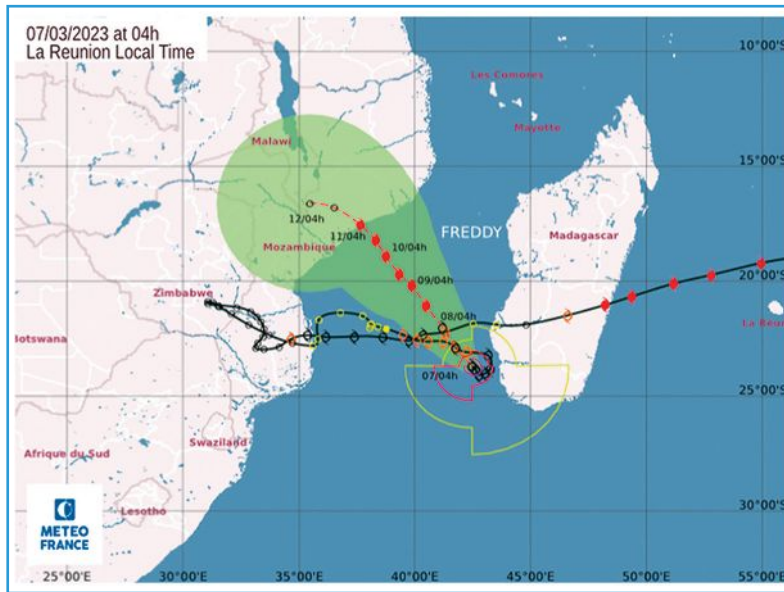 07/03/2023 at 04h
La Reunion Local Time
10°00'S
Les Comores
Mayotte
Malawi
15°00'S
12/04h
FREDDY
11/04h
Mozambique
10/04h
Madagascar
09/04h
20°00'S
Zimbabwe
08/04h
La Réun
Botswana
07/04h
25°00'S
Swaziland
Afrique du Sud
Lesotho
30°00'S
METEO
FRANCE
25°00'E 30°00'E 35°00'E 40°00'E 45°00'E 50°00'E 55°00'E